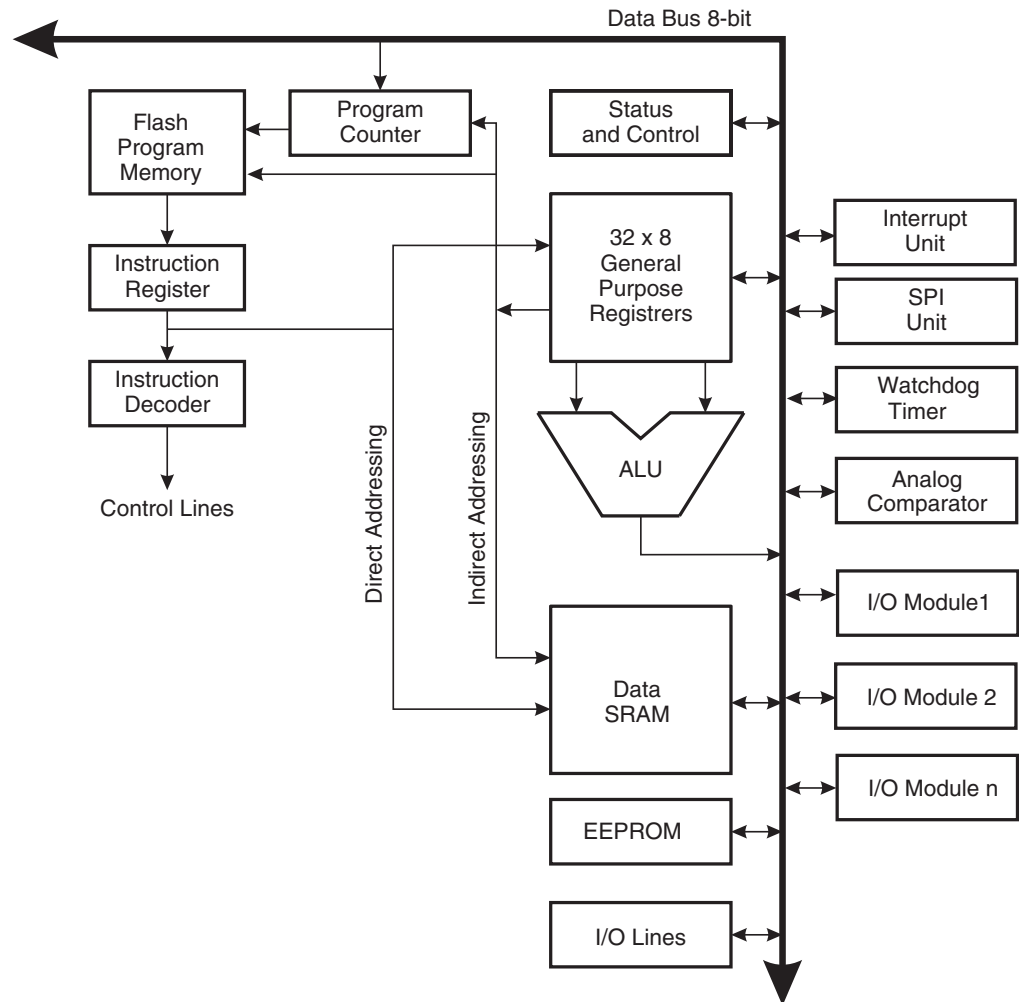 Data Bus 8-bit
Flash
Program
Memory
Program
Counter
Status
and Control
Interrupt
Unit
32 x 8
General
Purpose
Registrers
Instruction
Register
SPI
Unit
Instruction
Decoder
Watchdog
Timer
Control Lines
Direct Addressing
Indirect Addressing
ALU
Analog
Comparator
I/O Module1
Data
SRAM
I/O Module 2
I/O Module n
EEPROM
I/O Lines